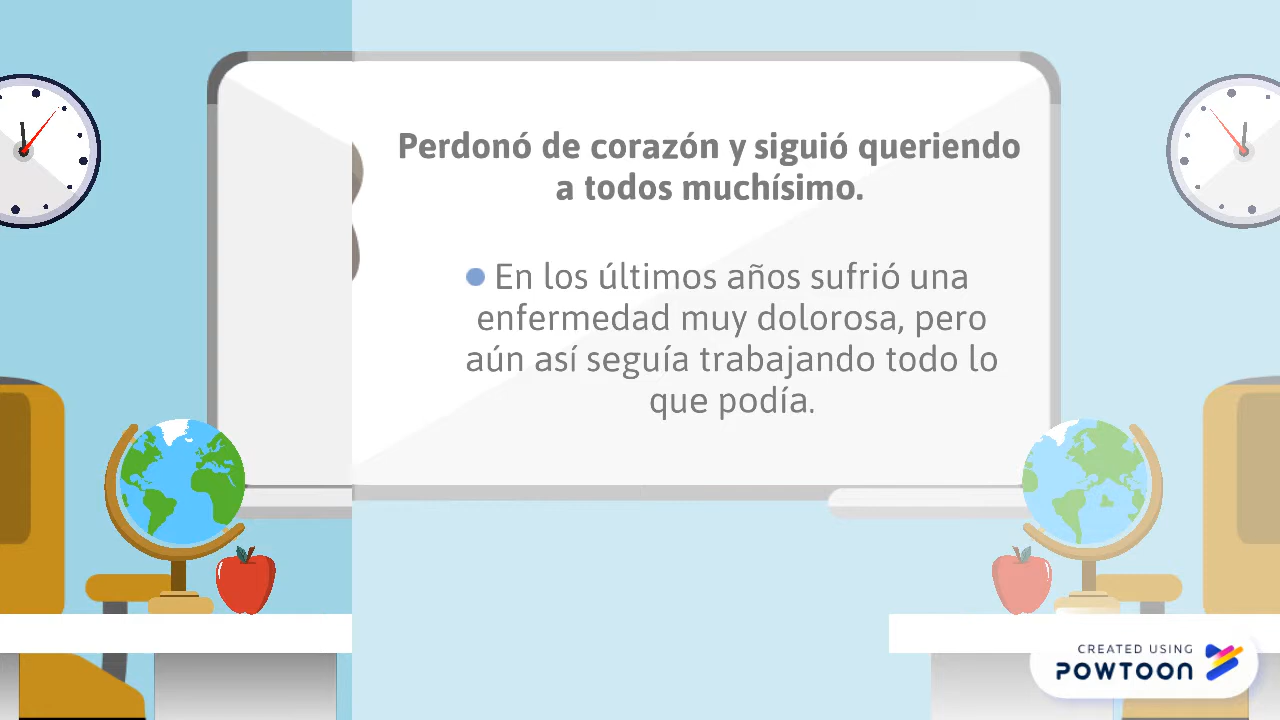 Perdonó de corazón y siguió queriendo
a todos muchísimo.
En los últimos años sufrió una
enfermedad muy dolorosa, pero
aún así seguía trabajando todo lo
que podía.
CREATED USING
POWTOON